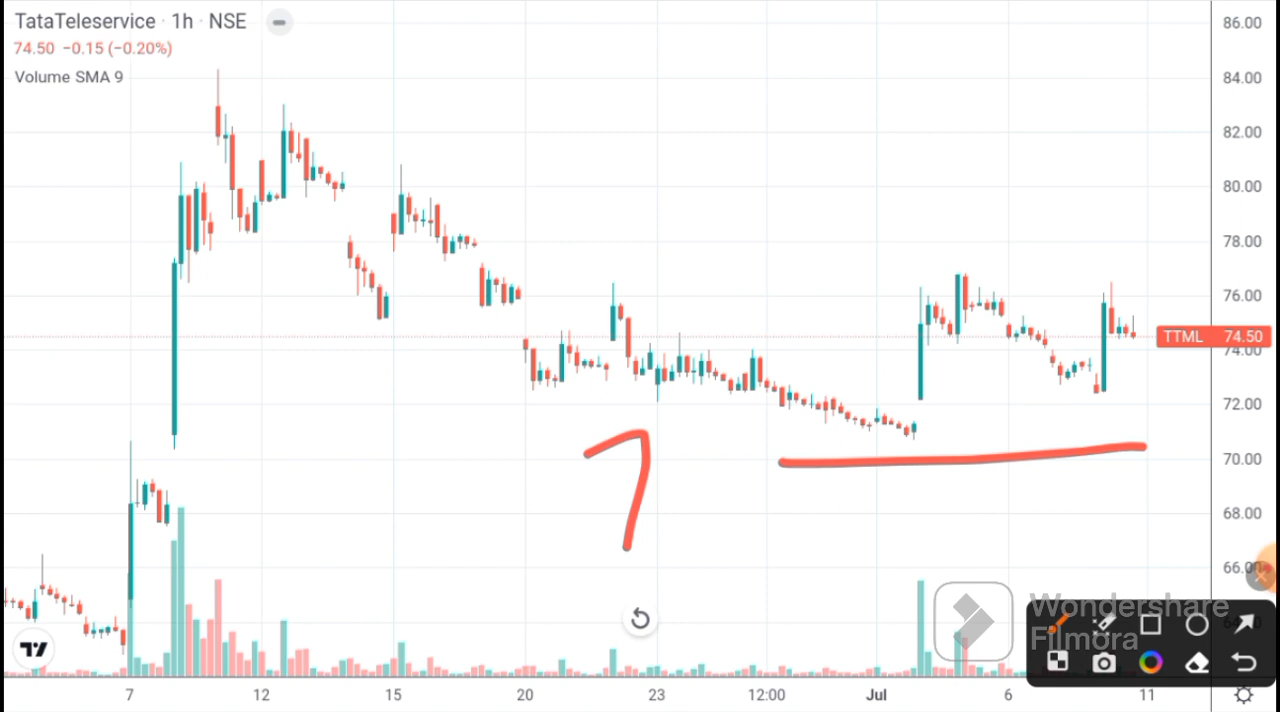 TataTeleservice · 1h · NSE
74.50 −0.15 (−0.20%)
Volume SMA 9
86.00
84.00
82.00
80.00
78.00
76.00
TTML 74.50
74.00
72.00
70.00
68.00
66.00
Wondershare
Filmora
7 12 15 20 23 12:00 Jul 6 11